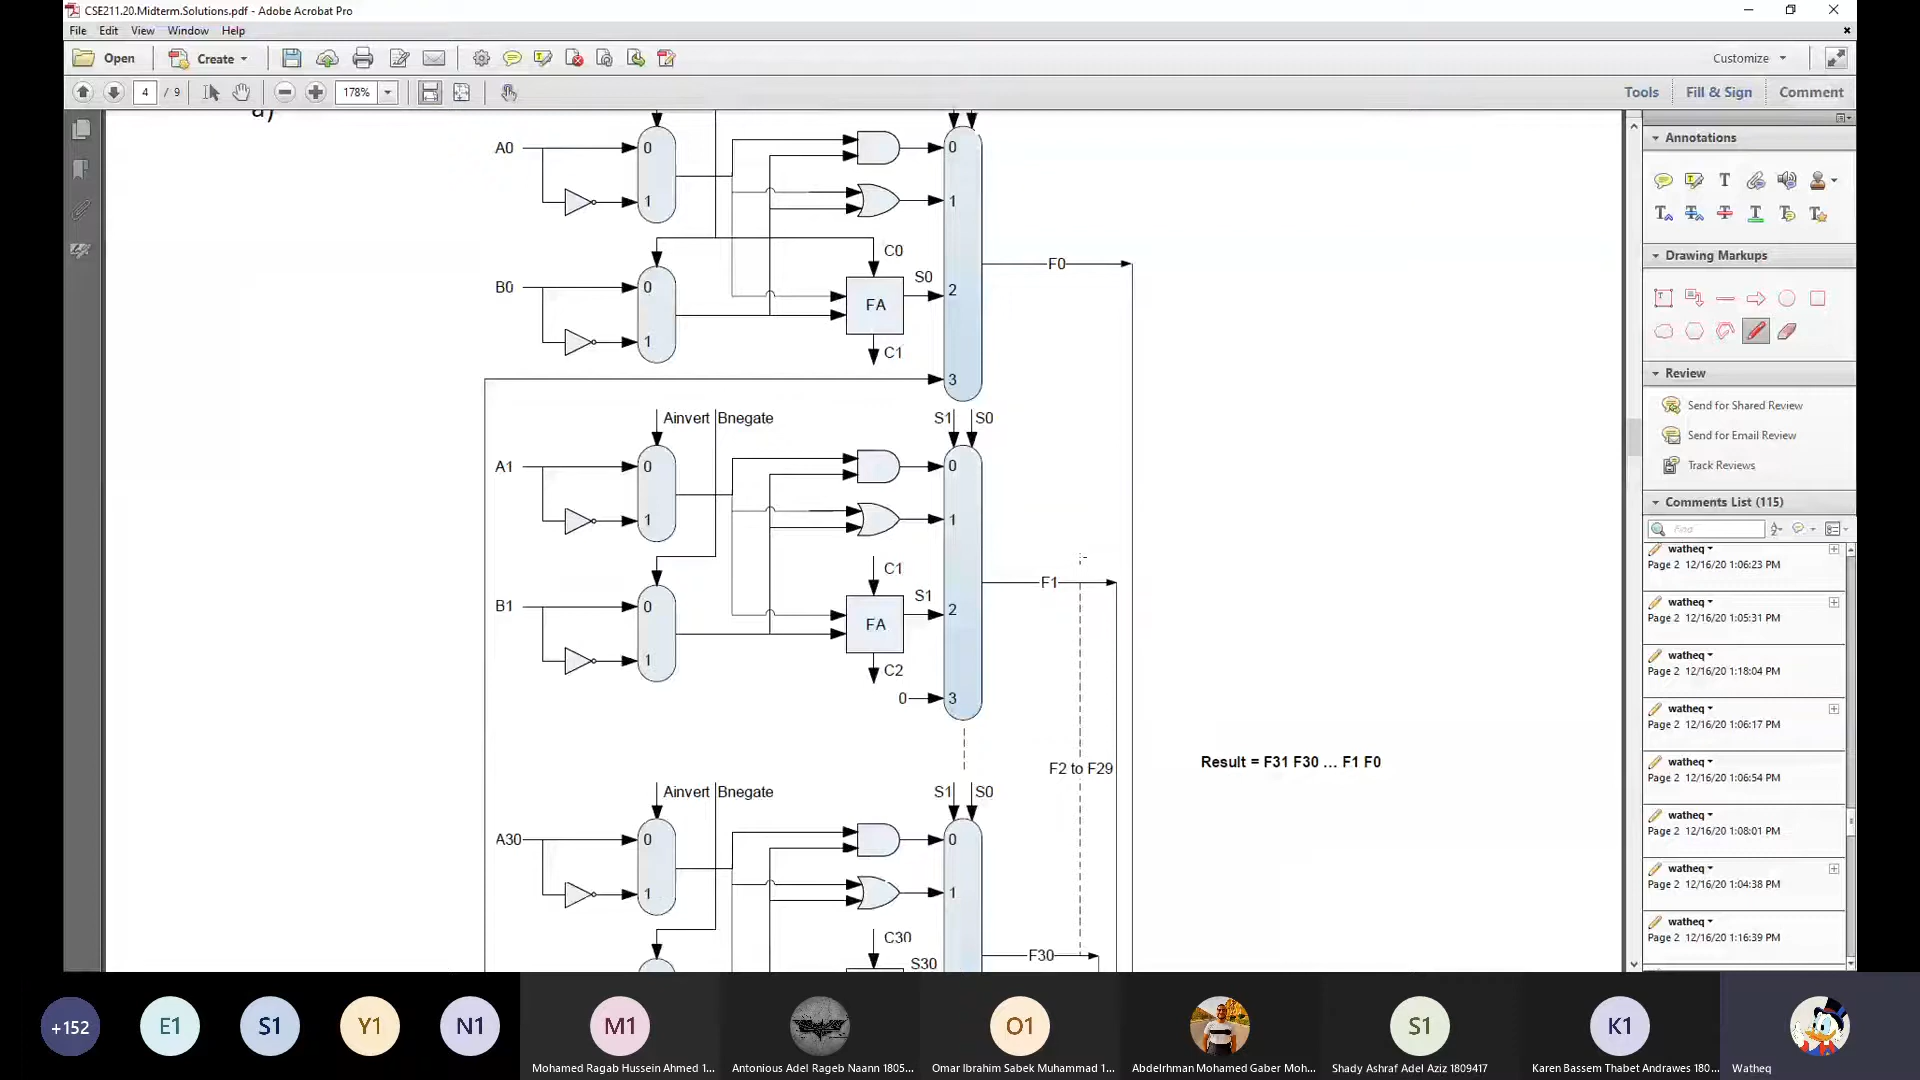 CSE211.20.Midterm.Solutions.pdf - Adobe Acrobat Pro
File Edit View Window Help
Open Create Customize
4 / 9 178% Tools Fill & Sign Comment
a)
A0 0 0
1 1
C0
B0 0 FA S0 2 F0
1 C1
3
Ainvert Bnegate S1 S0
A1 0 0
1 1
C1
B1 0 FA S1 2 F1
1 C2
0 3
F2 to F29
Result = F31 F30 ... F1 F0
Ainvert Bnegate S1 S0
A30 0 0
1 1
C30
S30 F30
Annotations
T
T T T T T
Drawing Markups
T
Review
Send for Shared Review
Send for Email Review
Track Reviews
Comments List (115)
Find
watheq
Page 2 12/16/20 1:06:23 PM
watheq
Page 2 12/16/20 1:05:31 PM
watheq
Page 2 12/16/20 1:18:04 PM
watheq
Page 2 12/16/20 1:06:17 PM
watheq
Page 2 12/16/20 1:06:54 PM
watheq
Page 2 12/16/20 1:08:01 PM
watheq
Page 2 12/16/20 1:04:38 PM
watheq
Page 2 12/16/20 1:16:39 PM
+152 E1 S1 Y1 N1 M1 O1 S1 K1
Mohamed Ragab Hussein Ahmed 1...
Antonious Adel Rageb Naann 1805...
Omar Ibrahim Sabek Muhammad 1...
Abdelrhman Mohamed Gaber Moh...
Shady Ashraf Adel Aziz 1809417
Karen Bassem Thabet Andrawes 180...
Watheq